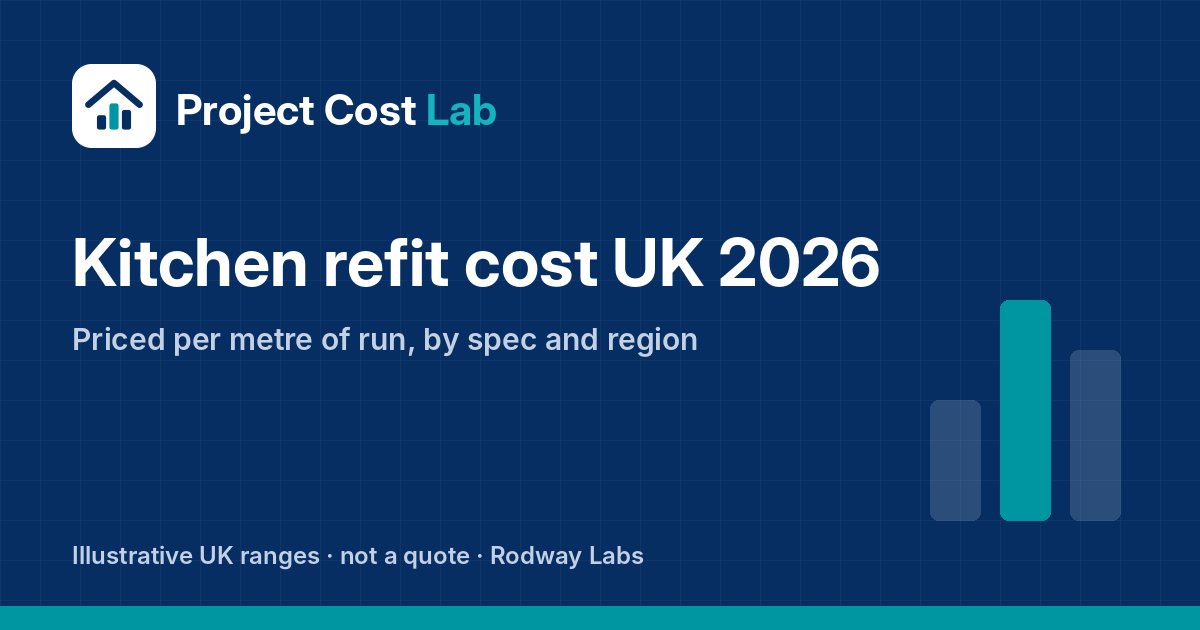 Project Cost Lab
Kitchen refit cost UK 2026
Priced per metre of run, by spec and region
Illustrative UK ranges · not a quote · Rodway Labs